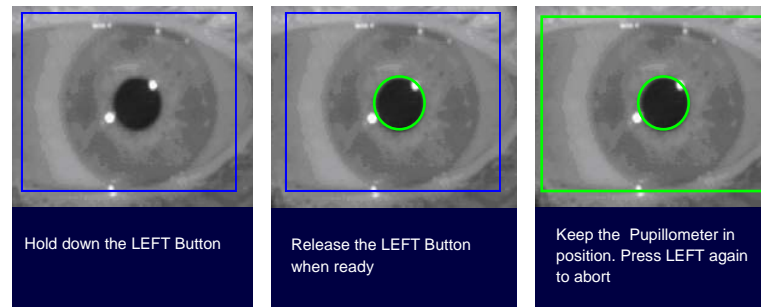 Hold down the LEFT Button
Release the LEFT Button
when ready
Keep the  Pupillometer in
position. Press LEFT again
to abort